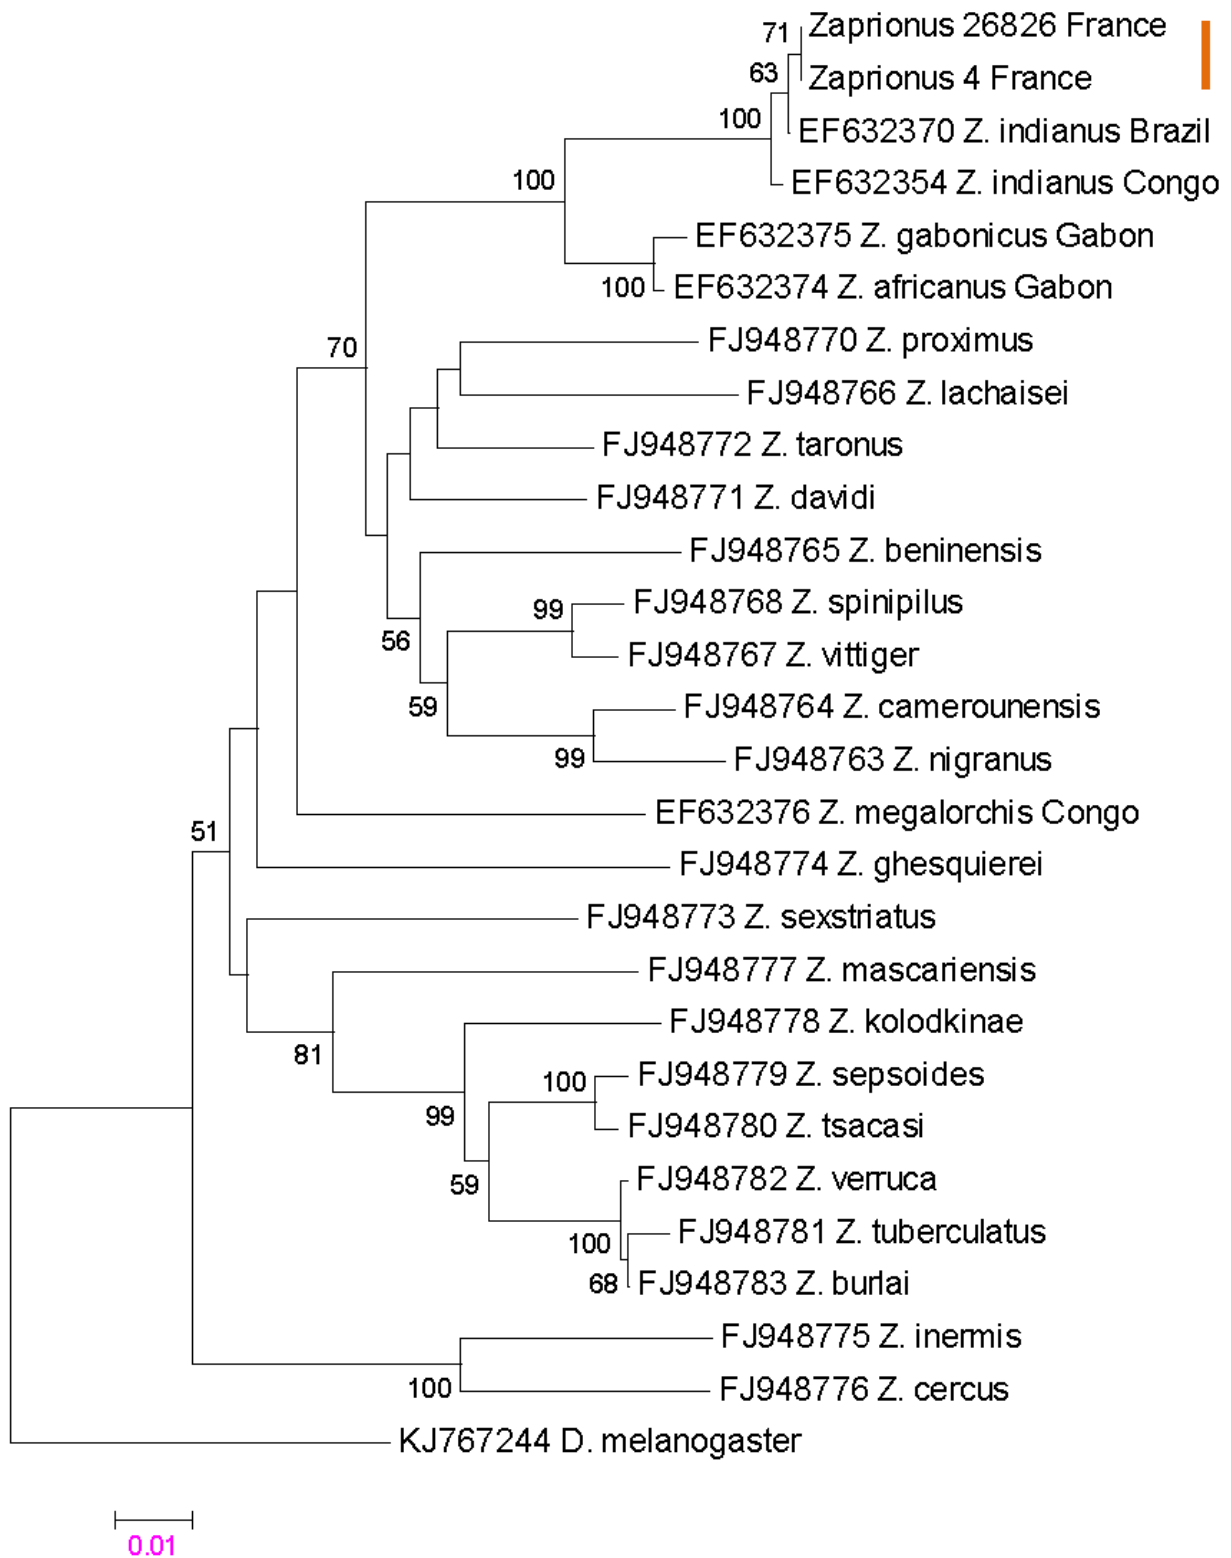 71
Zaprionus 26826 France
63
Zaprionus 4 France
100
EF632370 Z. indianus Brazil
100
EF632354 Z. indianus Congo
EF632375 Z. gabonicus Gabon
100
EF632374 Z. africanus Gabon
70
FJ948770 Z. proximus
FJ948766 Z. lachaisei
FJ948772 Z. taronus
FJ948771 Z. davidi
FJ948765 Z. beninensis
99
FJ948768 Z. spinipilus
56
FJ948767 Z. vittiger
59
FJ948764 Z. camerounensis
99
FJ948763 Z. nigranus
EF632376 Z. megalorchis Congo
51
FJ948774 Z. ghesquierei
FJ948773 Z. sexstriatus
FJ948777 Z. mascariensis
FJ948778 Z. kolodkinae
81
100
FJ948779 Z. sepsoides
99
FJ948780 Z. tsacasi
59
FJ948782 Z. verruca
FJ948781 Z. tuberculatus
100
68
FJ948783 Z. burlai
FJ948775 Z. inermis
100
FJ948776 Z. cercus
KJ767244 D. melanogaster
0.01